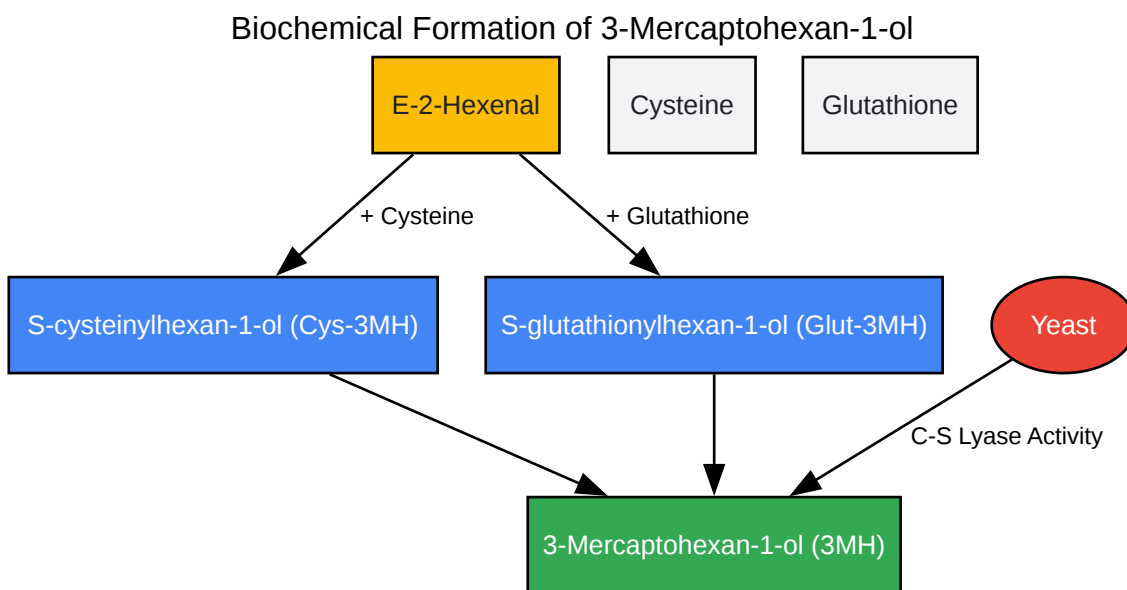 Biochemical Formation of 3-Mercaptohexan-1-ol
E-2-Hexenal
Cysteine
Glutathione
+ Cysteine
+ Glutathione
S-cysteinylhexan-1-ol (Cys-3MH)
S-glutathionylhexan-1-ol (Glut-3MH)
Yeast
C-S Lyase Activity
3-Mercaptohexan-1-ol (3MH)